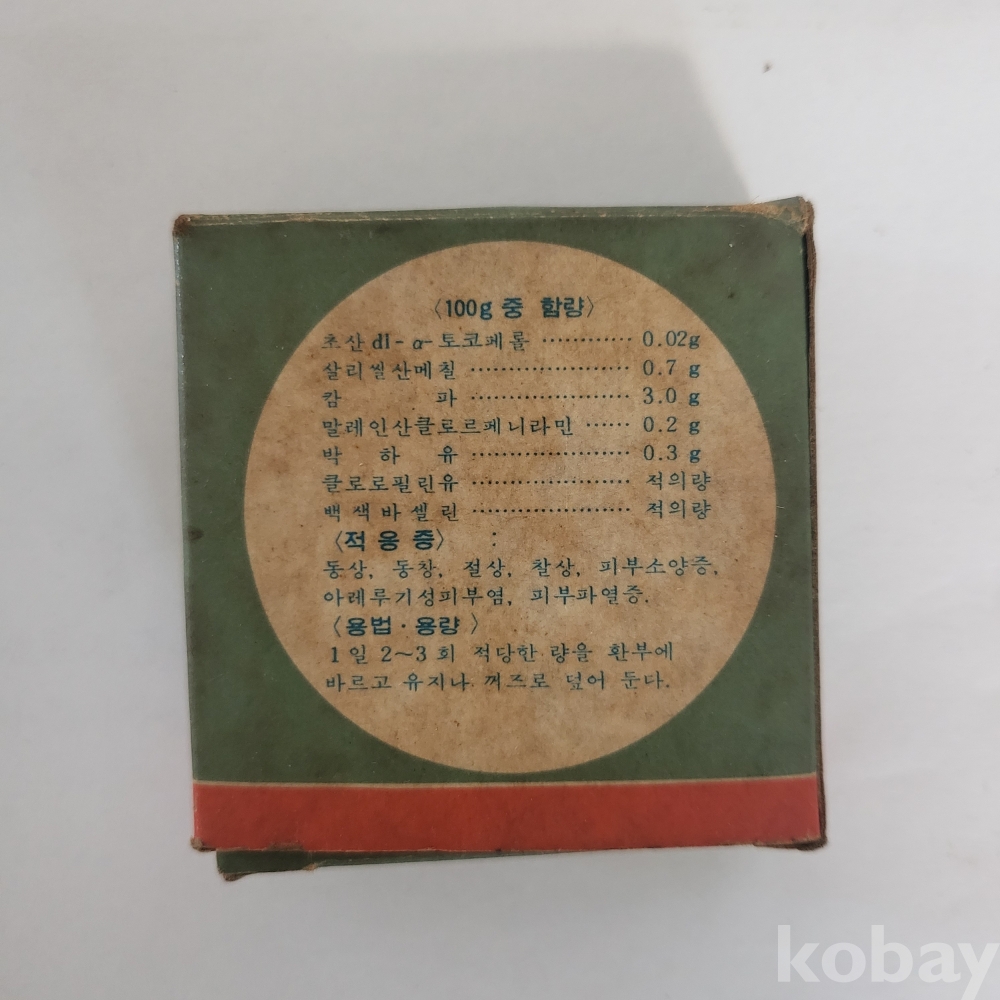 〈100g 중 함량〉
초산 dl-α-토코페롤 ………… 0.02g
살리씰산메칠 ………………… 0.7 g
캄 파 ………………… 3.0 g
말레인산클로르페니라민 …… 0.2 g
박 하 유 ………………… 0.3 g
클로로필린유 ………………… 적의량
백색바셀린 ………………… 적의량
〈적 응 증〉 :
동상, 동창, 절상, 찰상, 피부소양증,
아레루기성피부염, 피부파열증.
〈용법·용량〉
1일 2~3회 적당한 량을 환부에
바르고 유지나 꺼즈로 덮어 둔다.
kobay